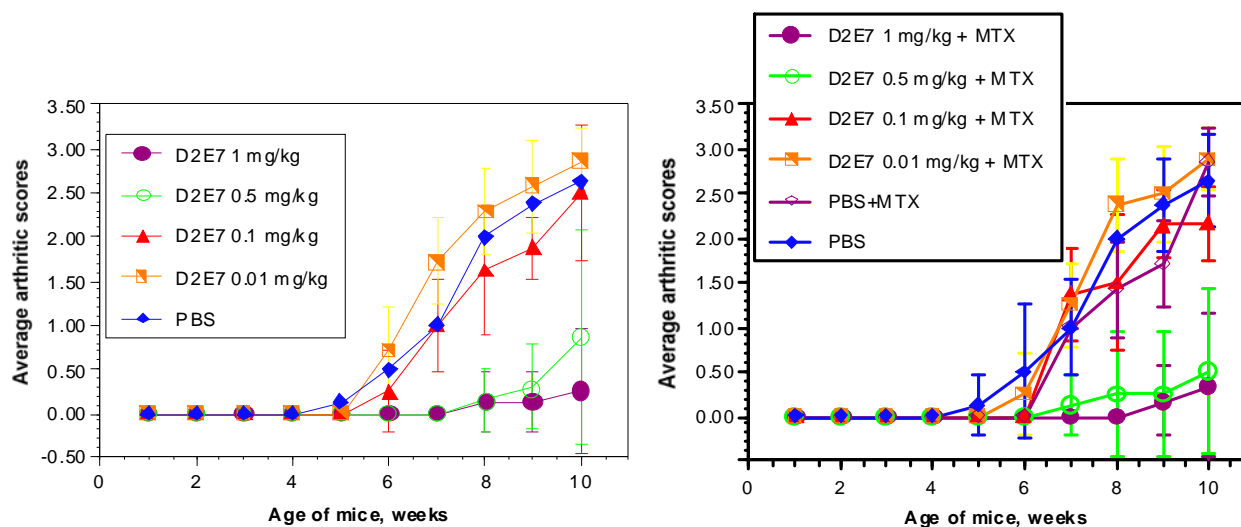 3.50
3.00
2.50
2.00
1.50
1.00
0.50
0.00
-0.50
Average arthritic scores
D2E7 1 mg/kg
D2E7 0.5 mg/kg
D2E7 0.1 mg/kg
D2E7 0.01 mg/kg
PBS
0 2 4 6 8 10
Age of mice, weeks
D2E7 1 mg/kg + MTX
D2E7 0.5 mg/kg + MTX
D2E7 0.1 mg/kg + MTX
D2E7 0.01 mg/kg + MTX
PBS+MTX
PBS
3.50
3.00
2.50
2.00
1.50
1.00
0.50
0.00
Average arthritic scores
0 2 4 6 8 10
Age of mice, weeks